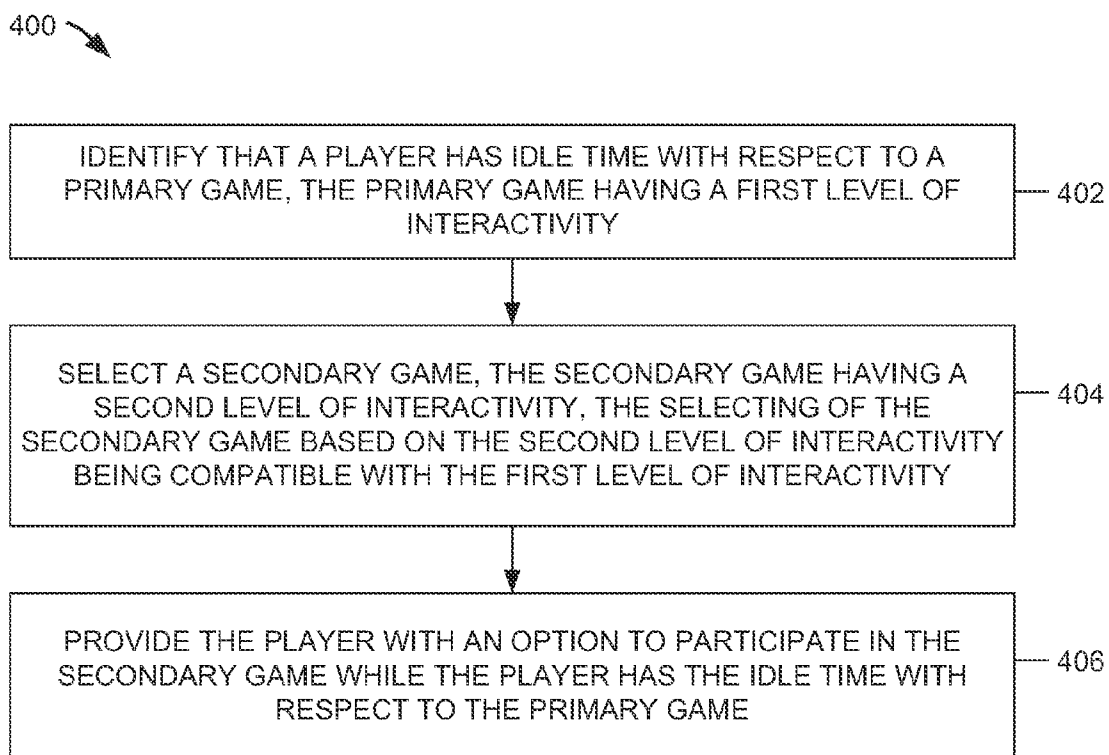 400
IDENTIFY THAT A PLAYER HAS IDLE TIME WITH RESPECT TO A
PRIMARY GAME, THE PRIMARY GAME HAVING A FIRST LEVEL OF
INTERACTIVITY
402
SELECT A SECONDARY GAME, THE SECONDARY GAME HAVING A
SECOND LEVEL OF INTERACTIVITY, THE SELECTING OF THE
SECONDARY GAME BASED ON THE SECOND LEVEL OF INTERACTIVITY
BEING COMPATIBLE WITH THE FIRST LEVEL OF INTERACTIVITY
404
PROVIDE THE PLAYER WITH AN OPTION TO PARTICIPATE IN THE
SECONDARY GAME WHILE THE PLAYER HAS THE IDLE TIME WITH
RESPECT TO THE PRIMARY GAME
406